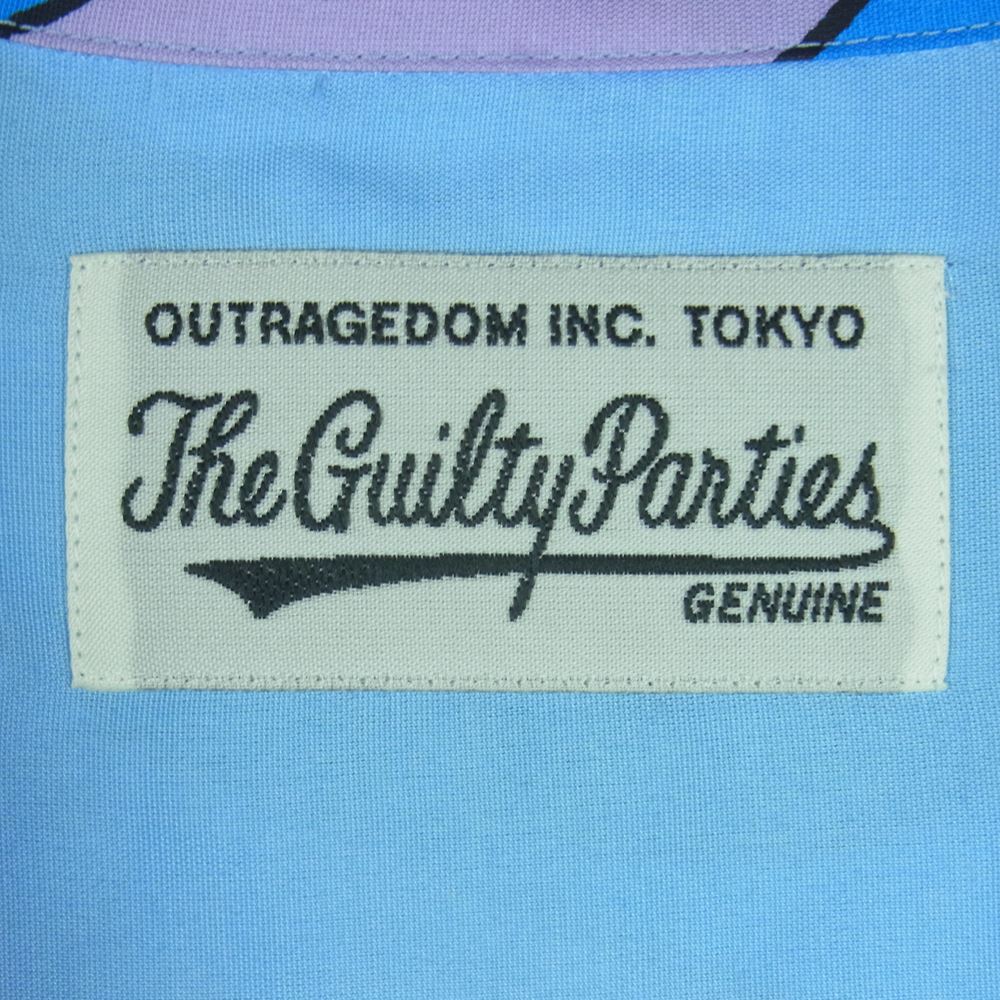 OUTRAGEDOM INC. TOKYO
The Guilty Parties
GENUINE